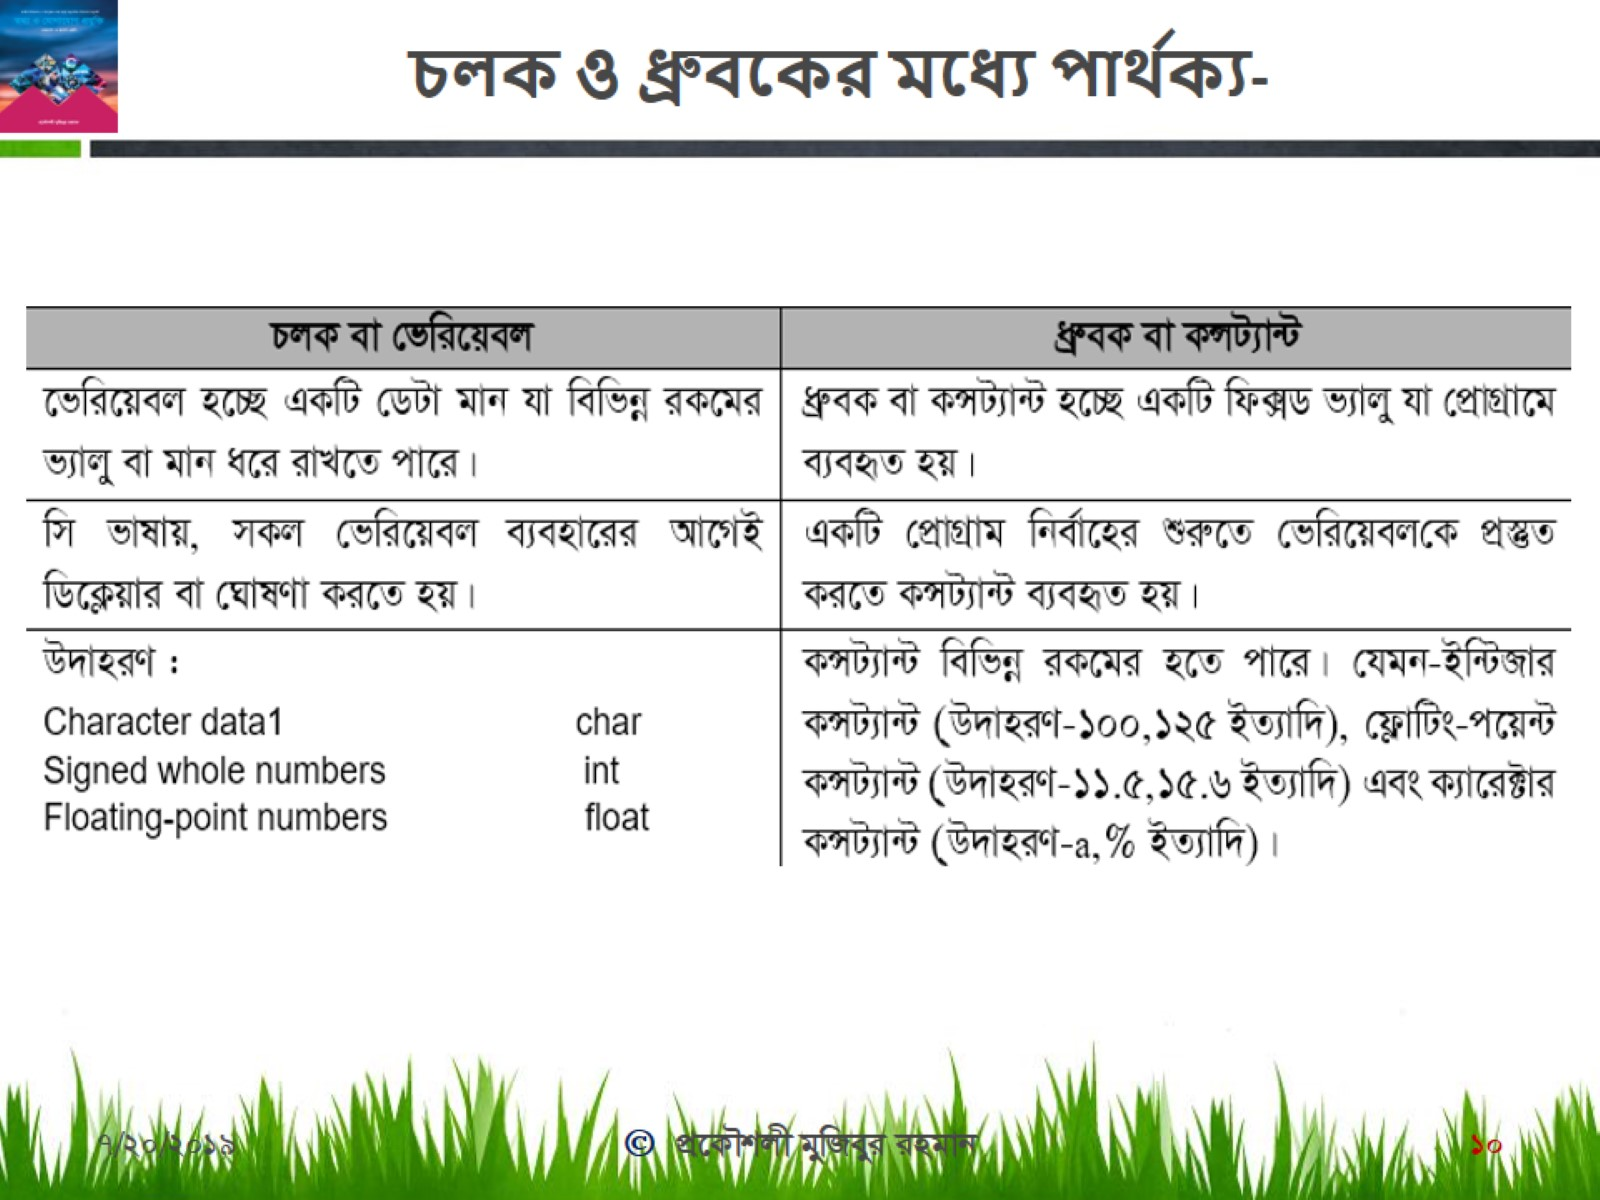 চলক ও ধ্রুবকের মধ্যে পার্থক্য-
চলক বা ভেরিয়েবল
ধ্রুবক বা কন্সট্যান্ট
ভেরিয়েবল হচ্ছে একটি ডেটা মান যা বিভিন্ন রকমের
ভ্যালু বা মান ধরে রাখতে পারে।
ধ্রুবক বা কন্সট্যান্ট হচ্ছে একটি ফিক্সড ভ্যালু যা প্রোগ্রামে
ব্যবহৃত হয়।
সি ভাষায়, সকল ভেরিয়েবল ব্যবহারের আগেই
ডিক্লেয়ার বা ঘোষণা করতে হয়।
একটি প্রোগ্রাম নির্বাহের শুরুতে ভেরিয়েবলকে প্রস্তুত
করতে কন্সট্যান্ট ব্যবহৃত হয়।
উদাহরণ :
Character data1 char
Signed whole numbers int
Floating-point numbers float
কন্সট্যান্ট বিভিন্ন রকমের হতে পারে। যেমন-ইন্টিজার
কন্সট্যান্ট (উদাহরণ-১০০,১২৫ ইত্যাদি), ফ্লোটিং-পয়েন্ট
কন্সট্যান্ট (উদাহরণ-১১.৫,১৫.৬ ইত্যাদি) এবং ক্যারেক্টার
কন্সট্যান্ট (উদাহরণ-a,% ইত্যাদি)।
৭/২০/২০১৯
© প্রকৌশলী মুজিবুর রহমান
১০